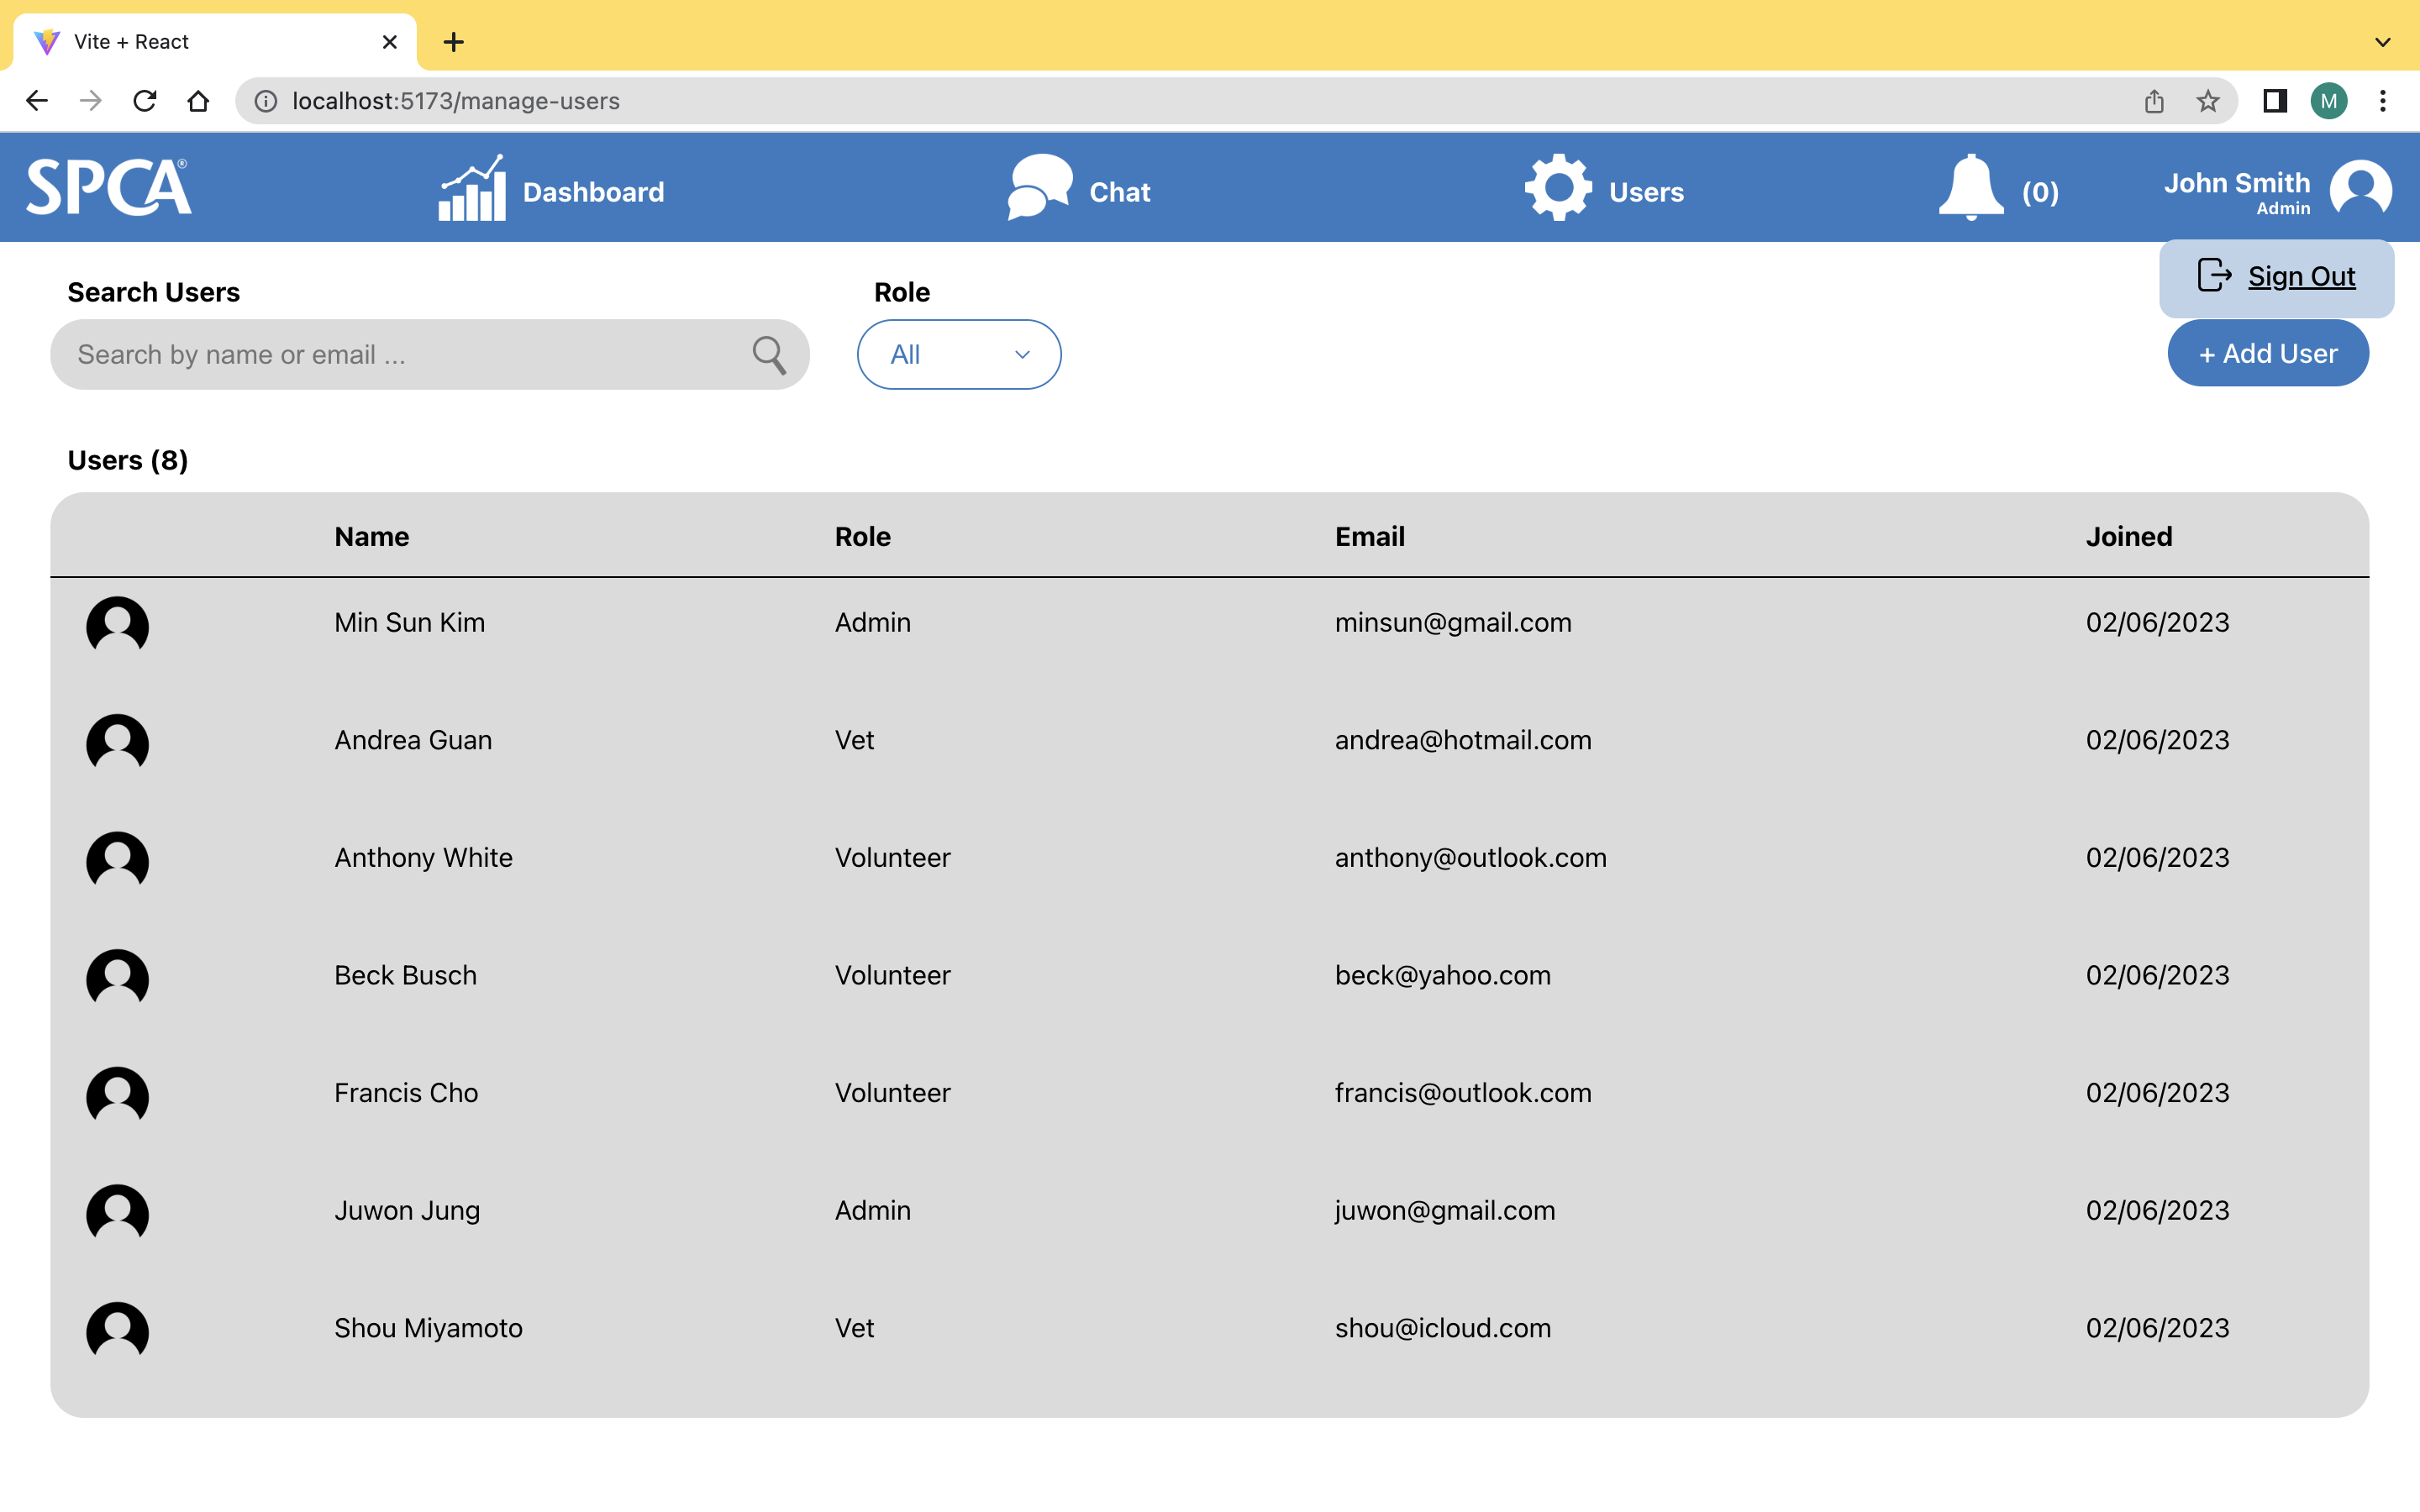 Vite + React
localhost:5173/manage-users
M
SPCA®
Dashboard
Chat
Users
(0)
John Smith
Admin
Sign Out
Search Users
Role
Search by name or email ...
All
+ Add User
Users (8)
Name Role Email Joined
Min Sun Kim Admin minsun@gmail.com 02/06/2023
Andrea Guan Vet andrea@hotmail.com 02/06/2023
Anthony White Volunteer anthony@outlook.com 02/06/2023
Beck Busch Volunteer beck@yahoo.com 02/06/2023
Francis Cho Volunteer francis@outlook.com 02/06/2023
Juwon Jung Admin juwon@gmail.com 02/06/2023
Shou Miyamoto Vet shou@icloud.com 02/06/2023